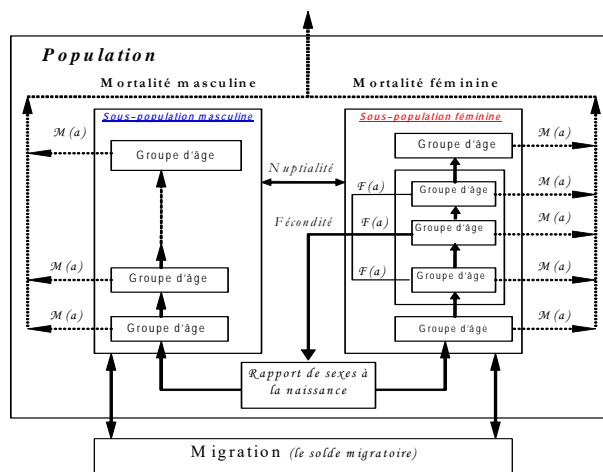 Population
Mortalité masculine
Mortalité féminine
Sous-population masculine
Sous-population féminine
M(a)
Groupe d'âge
Nuptialité
Groupe d'âge
M(a)
Groupe d'âge
M(a)
Fécondité
F(a)
F(a)
Groupe d'âge
M(a)
M(a)
Groupe d'âge
F(a)
Groupe d'âge
M(a)
M(a)
Groupe d'âge
Groupe d'âge
M(a)
Rapport de sexes à
la naissance
Migration (le solde migratoire)